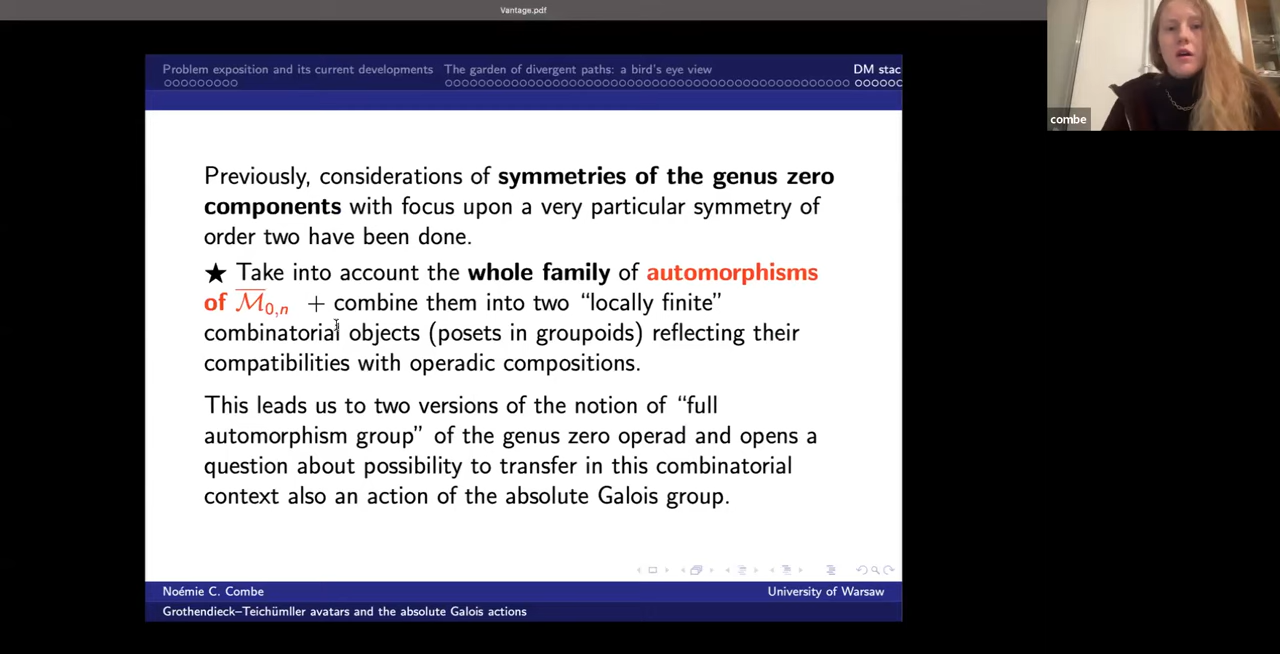 Vantage.pdf
Problem exposition and its current developments The garden of divergent paths: a bird's eye view DM stac
combe
Previously, considerations of symmetries of the genus zero
components with focus upon a very particular symmetry of
order two have been done.
★ Take into account the whole family of automorphisms
of $\overline{\mathcal{M}}_{0,n}$ + combine them into two “locally finite”
combinatorial objects (posets in groupoids) reflecting their
compatibilities with operadic compositions.
This leads us to two versions of the notion of “full
automorphism group” of the genus zero operad and opens a
question about possibility to transfer in this combinatorial
context also an action of the absolute Galois group.
Noémie C. Combe University of Warsaw
Grothendieck–Teichümller avatars and the absolute Galois actions